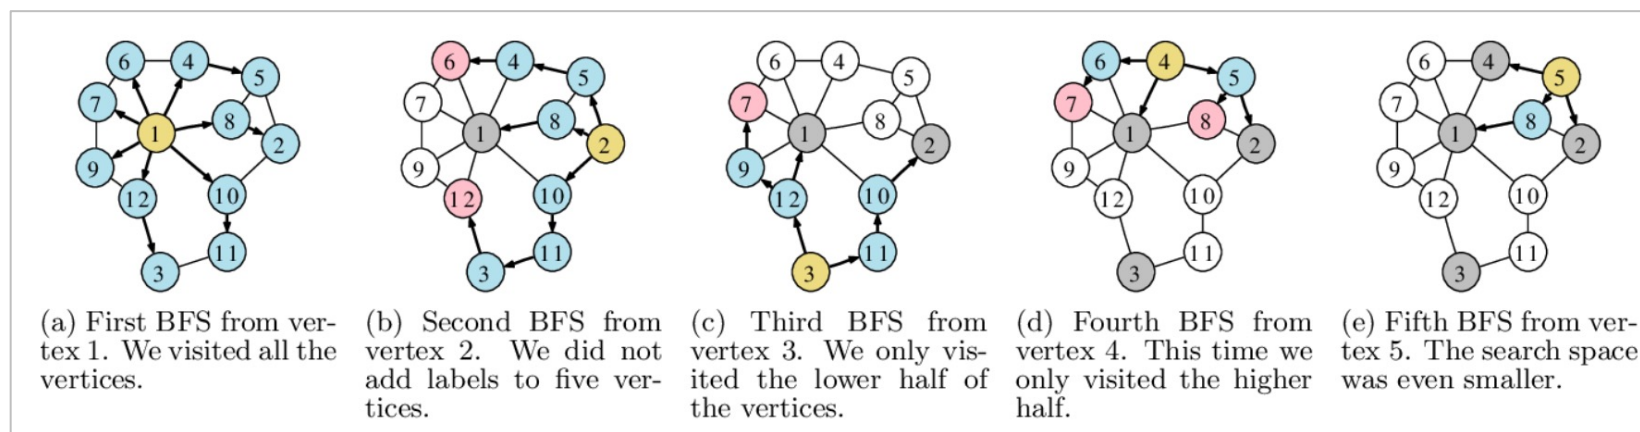 6 4 5 7 8 1 2 9 12 10 11 3
6 4 5 7 8 1 2 9 12 10 11 3
6 4 5 7 8 1 2 9 12 10 11 3
6 4 5 7 8 1 2 9 12 10 11 3
6 4 5 7 8 1 2 9 12 10 11 3
(a) First BFS from ver-
tex 1. We visited all the
vertices.
(b) Second BFS from
vertex 2. We did not
add labels to five ver-
tices.
(c) Third BFS from
vertex 3. We only vis-
ited the lower half of
the vertices.
(d) Fourth BFS from
vertex 4. This time we
only visited the higher
half.
(e) Fifth BFS from ver-
tex 5. The search space
was even smaller.